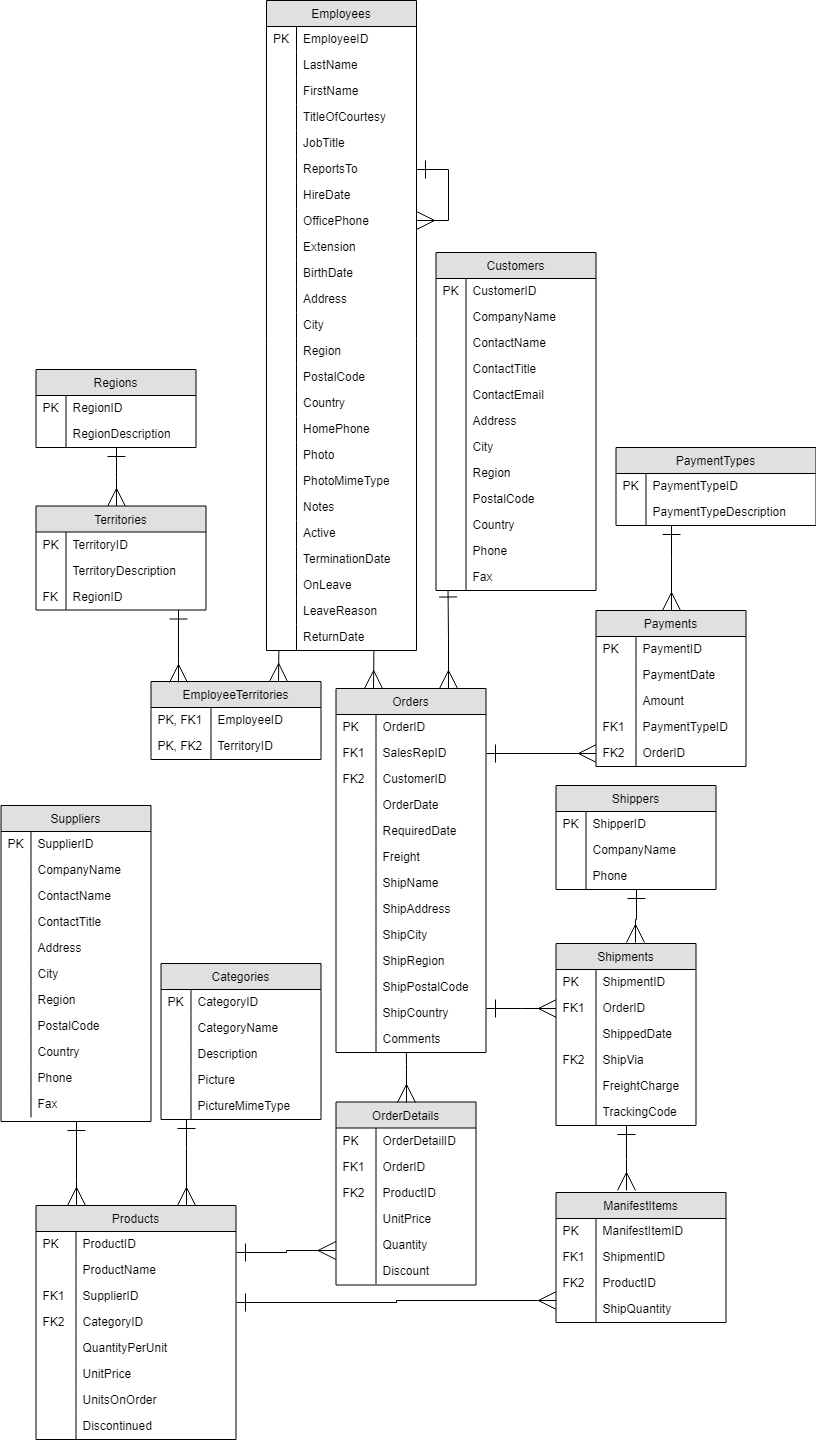 Employees
PK EmployeeID
LastName
FirstName
TitleOfCourtesy
JobTitle
ReportsTo
HireDate
OfficePhone
Extension
BirthDate
Address
City
Region
PostalCode
Country
HomePhone
Photo
PhotoMimeType
Notes
Active
TerminationDate
OnLeave
LeaveReason
ReturnDate
Customers
PK CustomerID
CompanyName
ContactName
ContactTitle
ContactEmail
Address
City
Region
PostalCode
Country
Phone
Fax
Regions
PK RegionID
RegionDescription
Territories
PK TerritoryID
TerritoryDescription
FK RegionID
EmployeeTerritories
PK, FK1 EmployeeID
PK, FK2 TerritoryID
PaymentTypes
PK PaymentTypeID
PaymentTypeDescription
Payments
PK PaymentID
PaymentDate
Amount
FK1 PaymentTypeID
FK2 OrderID
Orders
PK OrderID
FK1 SalesRepID
FK2 CustomerID
OrderDate
RequiredDate
Freight
ShipName
ShipAddress
ShipCity
ShipRegion
ShipPostalCode
ShipCountry
Comments
Shippers
PK ShipperID
CompanyName
Phone
Suppliers
PK SupplierID
CompanyName
ContactName
ContactTitle
Address
City
Region
PostalCode
Country
Phone
Fax
Categories
PK CategoryID
CategoryName
Description
Picture
PictureMimeType
Shipments
PK ShipmentID
FK1 OrderID
ShippedDate
FK2 ShipVia
FreightCharge
TrackingCode
OrderDetails
PK OrderDetailID
FK1 OrderID
FK2 ProductID
UnitPrice
Quantity
Discount
ManifestItems
PK ManifestItemID
FK1 ShipmentID
FK2 ProductID
ShipQuantity
Products
PK ProductID
ProductName
FK1 SupplierID
FK2 CategoryID
QuantityPerUnit
UnitPrice
UnitsOnOrder
Discontinued